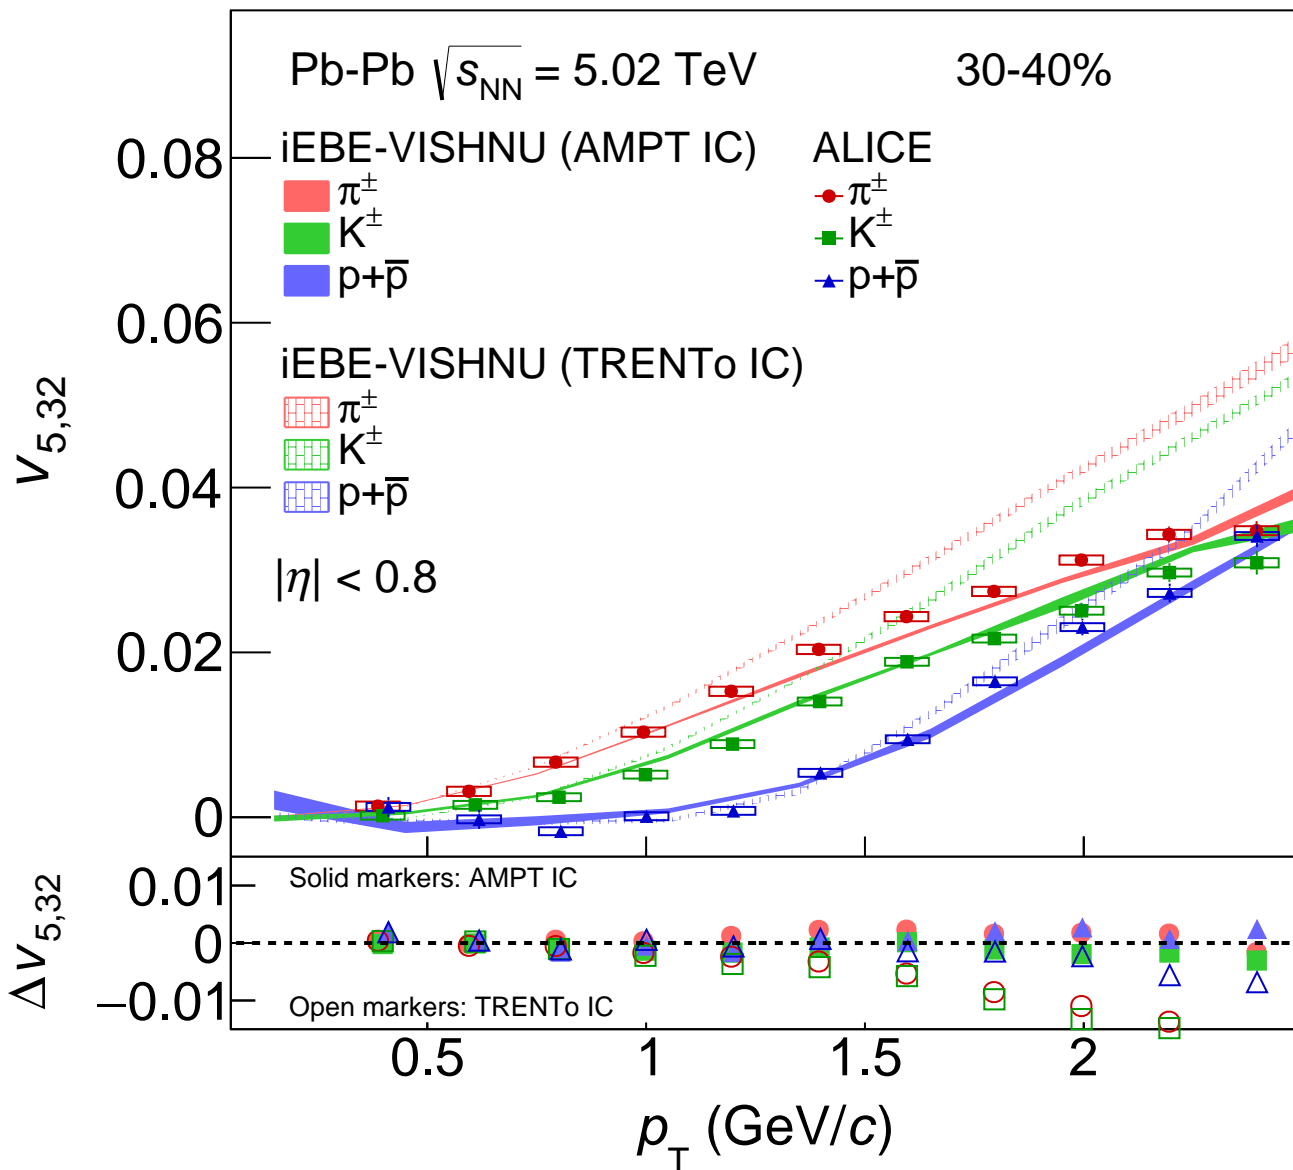 Pb-Pb √s_NN = 5.02 TeV 30-40%
iEBE-VISHNU (AMPT IC) ALICE
π± π±
K± K±
p+p̅ p+p̅
iEBE-VISHNU (TRENTo IC)
π±
K±
p+p̅
|η| < 0.8
v5,32
0.08
0.06
0.04
0.02
0
Solid markers: AMPT IC
Open markers: TRENTo IC
Δv5,32
0.01
0
−0.01
0.5 1 1.5 2
pT (GeV/c)